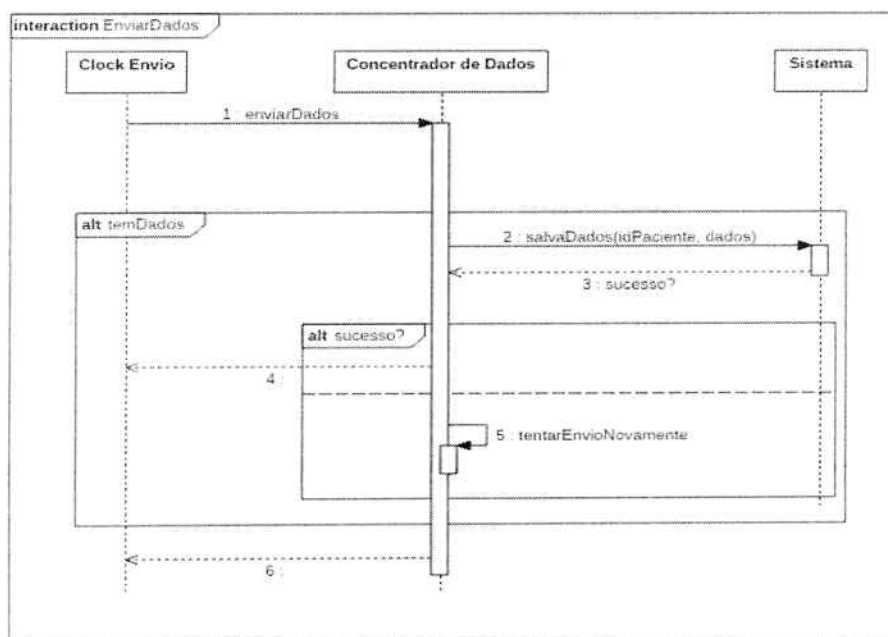 interaction EnviarDados
Clock Envio
Concentrador de Dados
Sistema
1 : enviarDados
alt temDados
2 : salvaDados(idPaciente, dados)
3 : sucesso?
alt sucesso?
4 :
5 : tentarEnvioNovamente
6 :